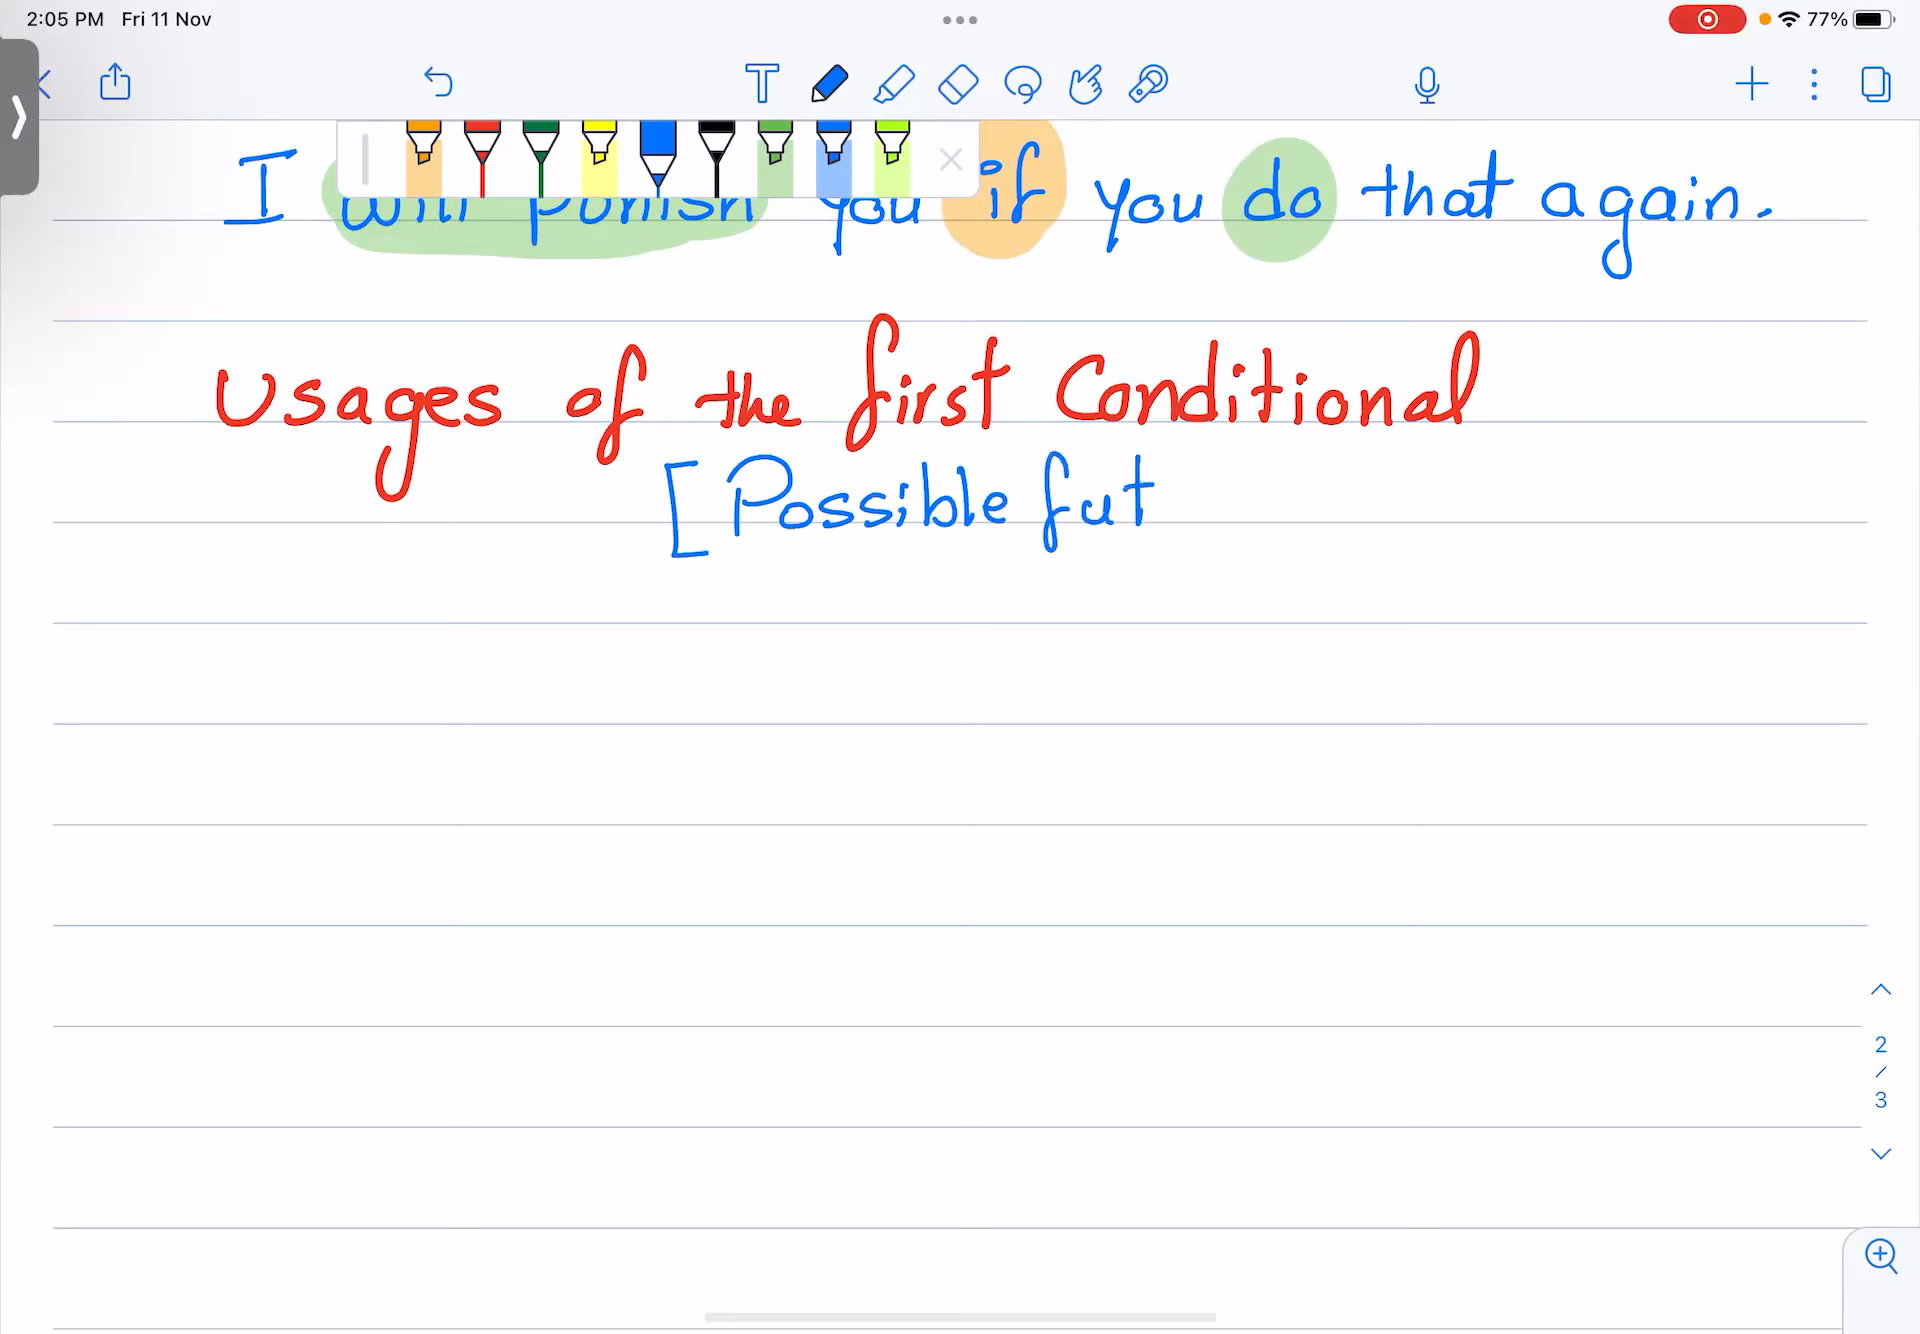 2:05 PM Fri 11 Nov
77%
I will punish you if you do that again.
Usages of the first Conditional
[ Possible fut
2
/
3